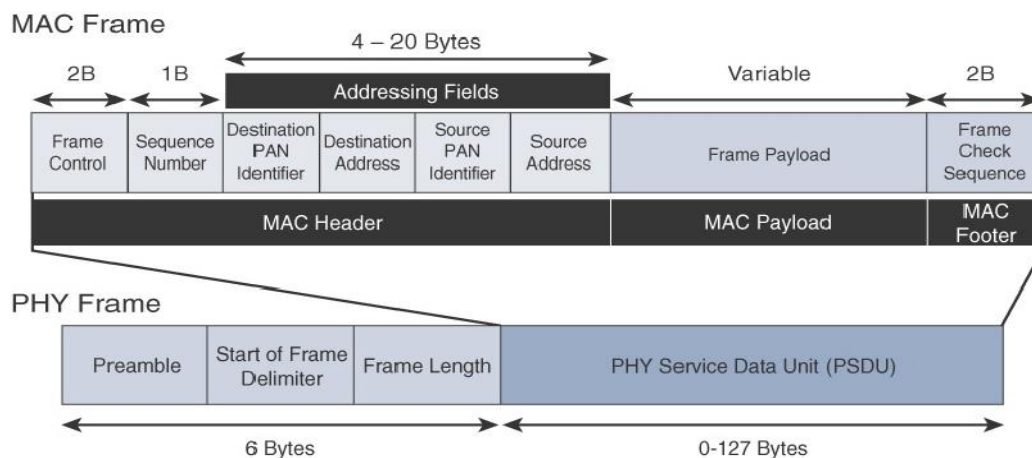 MAC Frame
4 – 20 Bytes
2B
1B
Addressing Fields
Variable
2B
Frame
Control
Sequence
Number
Destination
PAN
Identifier
Destination
Address
Source
PAN
Identifier
Source
Address
Frame Payload
Frame
Check
Sequence
MAC Header
MAC Payload
MAC
Footer
PHY Frame
Preamble
Start of Frame
Delimiter
Frame Length
PHY Service Data Unit (PSDU)
6 Bytes
0-127 Bytes